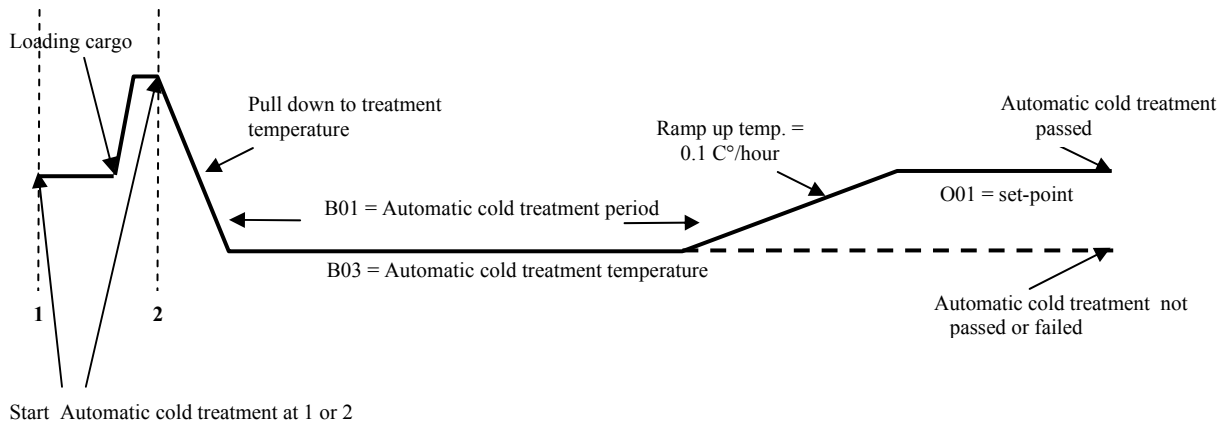 Loading cargo
Pull down to treatment
temperature
Ramp up temp. =
0.1 C°/hour
Automatic cold treatment
passed
B01 = Automatic cold treatment period
O01 = set-point
B03 = Automatic cold treatment temperature
1
2
Automatic cold treatment not
passed or failed
Start Automatic cold treatment at 1 or 2